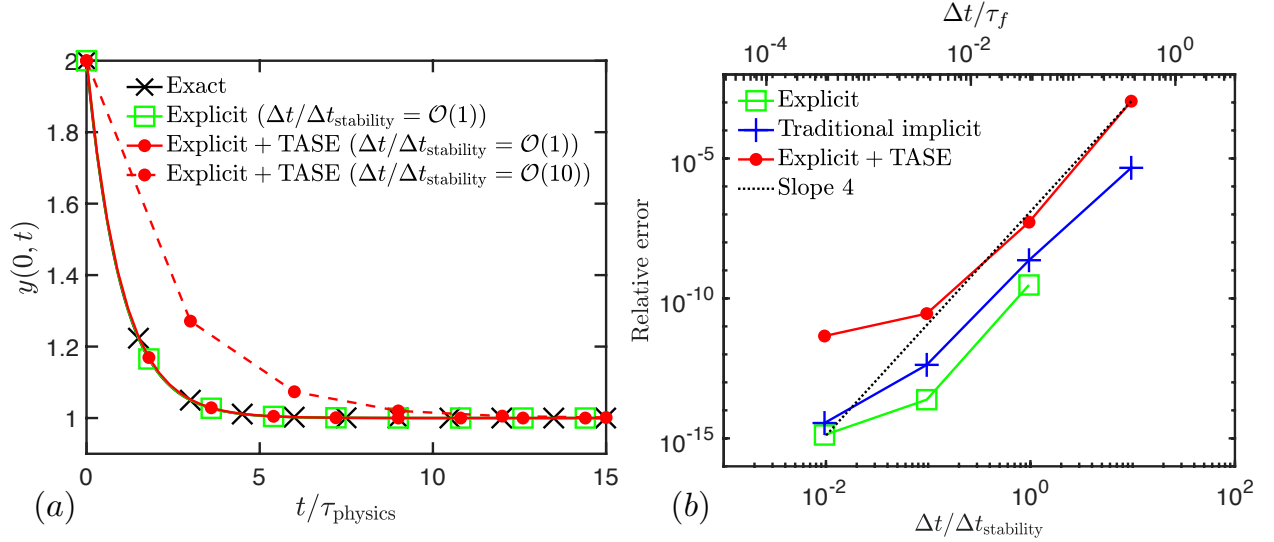 2
1.8
1.6
1.4
1.2
1
y(0, t)
Exact
Explicit (Δt/Δt_stability = 𝒪(1))
Explicit + TASE (Δt/Δt_stability = 𝒪(1))
Explicit + TASE (Δt/Δt_stability = 𝒪(10))
0 5 10 15
t/τ_physics
(a)
Δt/τ_f
10^-4 10^-2 10^0
Explicit
Traditional implicit
Explicit + TASE
Slope 4
10^-5
10^-10
10^-15
Relative error
10^-2 10^0 10^2
Δt/Δt_stability
(b)